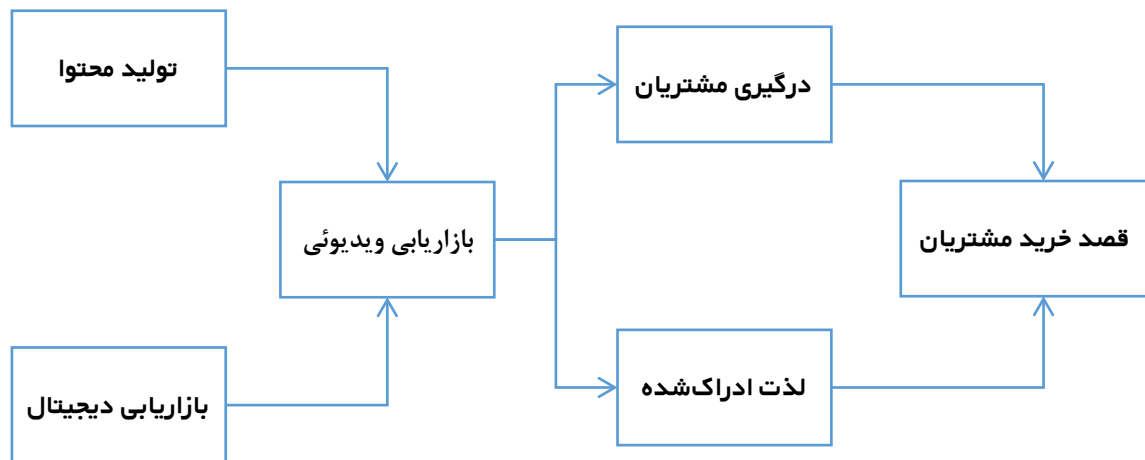 تولید محتوا
درگیری مشتریان
بازاریابی ویدیوئی
قصد خرید مشتریان
بازاریابی دیجیتال
لذت ادراک‌شده